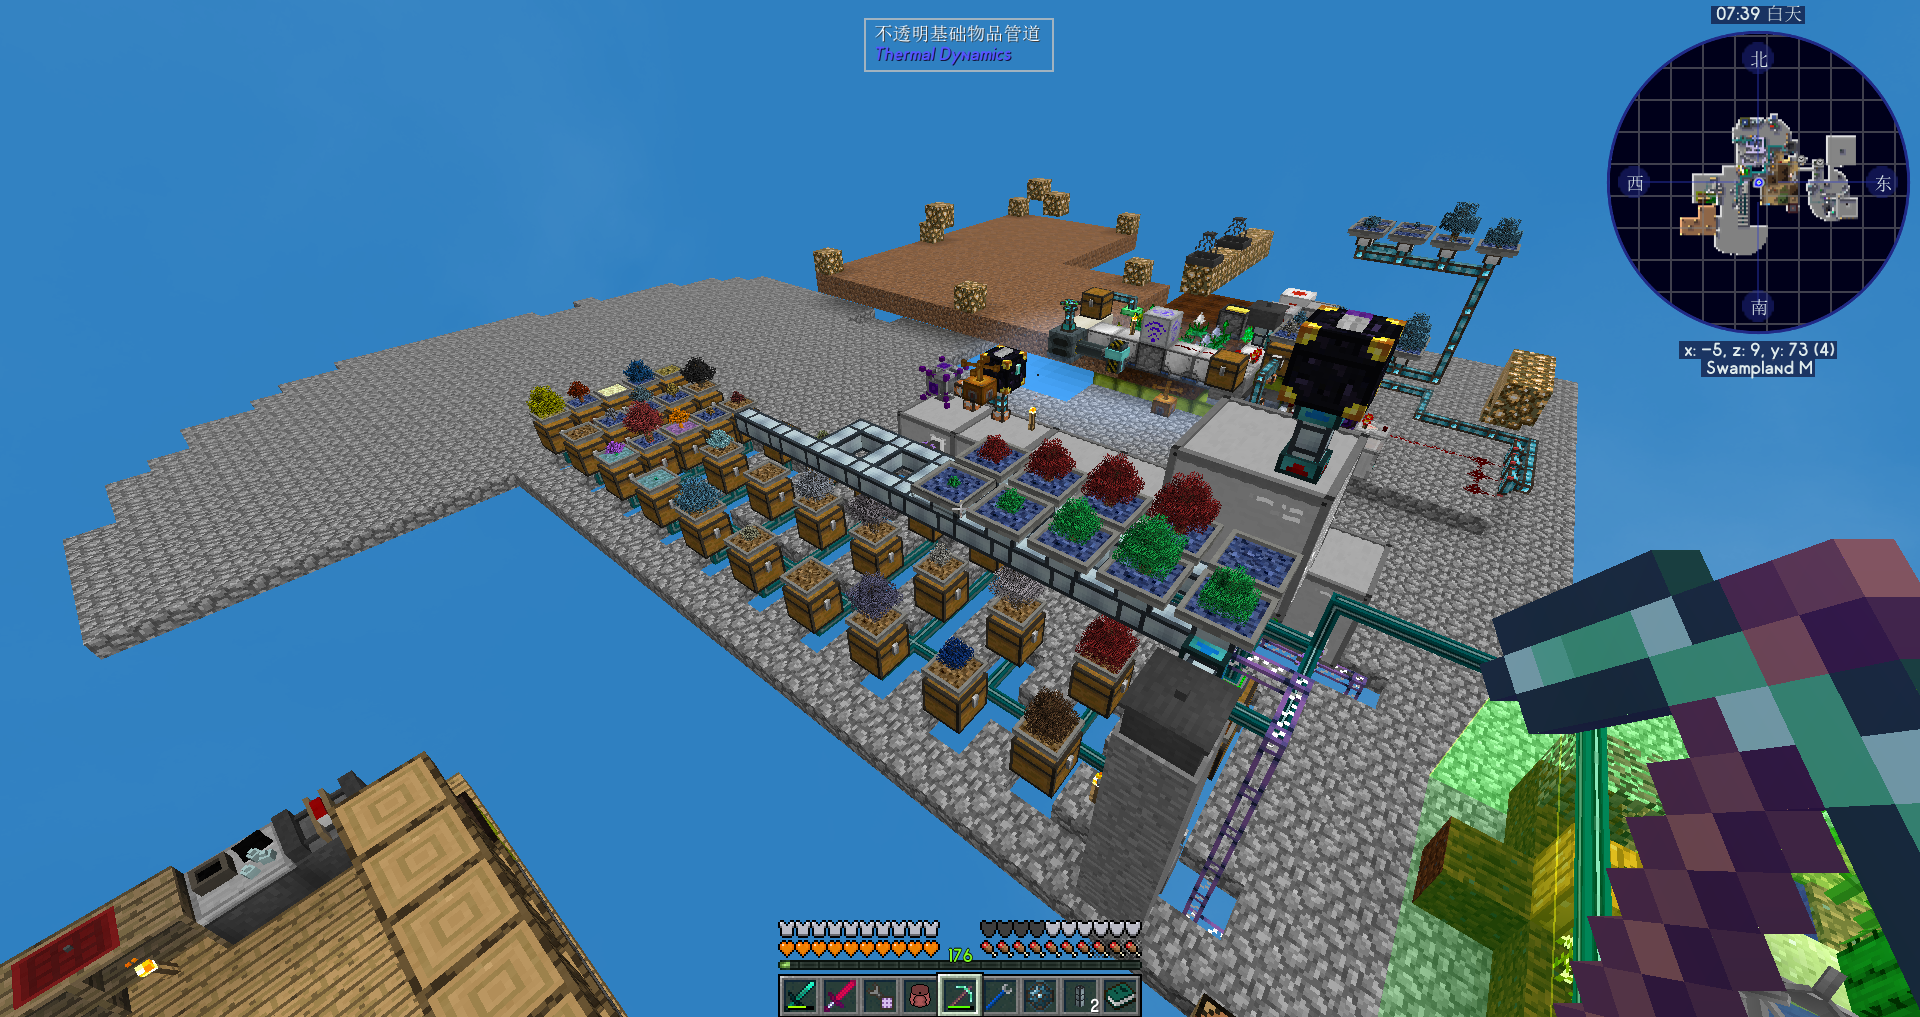 不透明基础物品管道
Thermal Dynamics
07:39 白天
北
西
东
南
x: -5, z: 9, y: 73 (4)
Swampland M
176
2